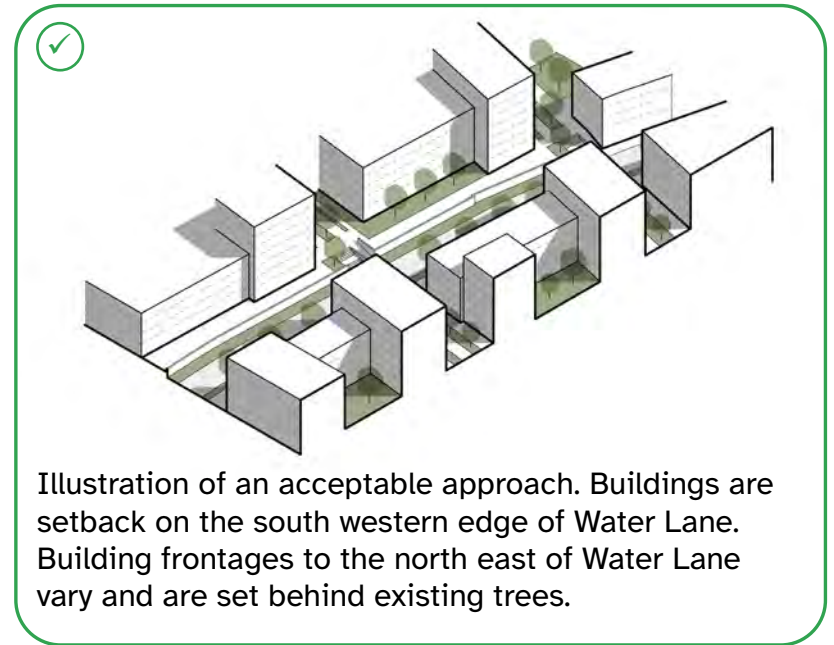 Illustration of an acceptable approach. Buildings are
setback on the south western edge of Water Lane.
Building frontages to the north east of Water Lane
vary and are set behind existing trees.